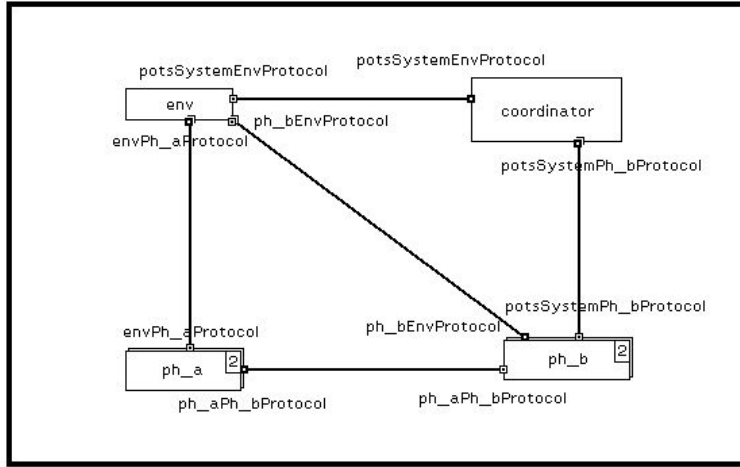 potsSystemEnvProtocol
potsSystemEnvProtocol
env
coordinator
ph_bEnvProtocol
envPh_aProtocol
potsSystemPh_bProtocol
potsSystemPh_bProtocol
ph_bEnvProtocol
envPh_aProtocol
2
2
ph_a
ph_b
ph_aPh_bProtocol
ph_aPh_bProtocol